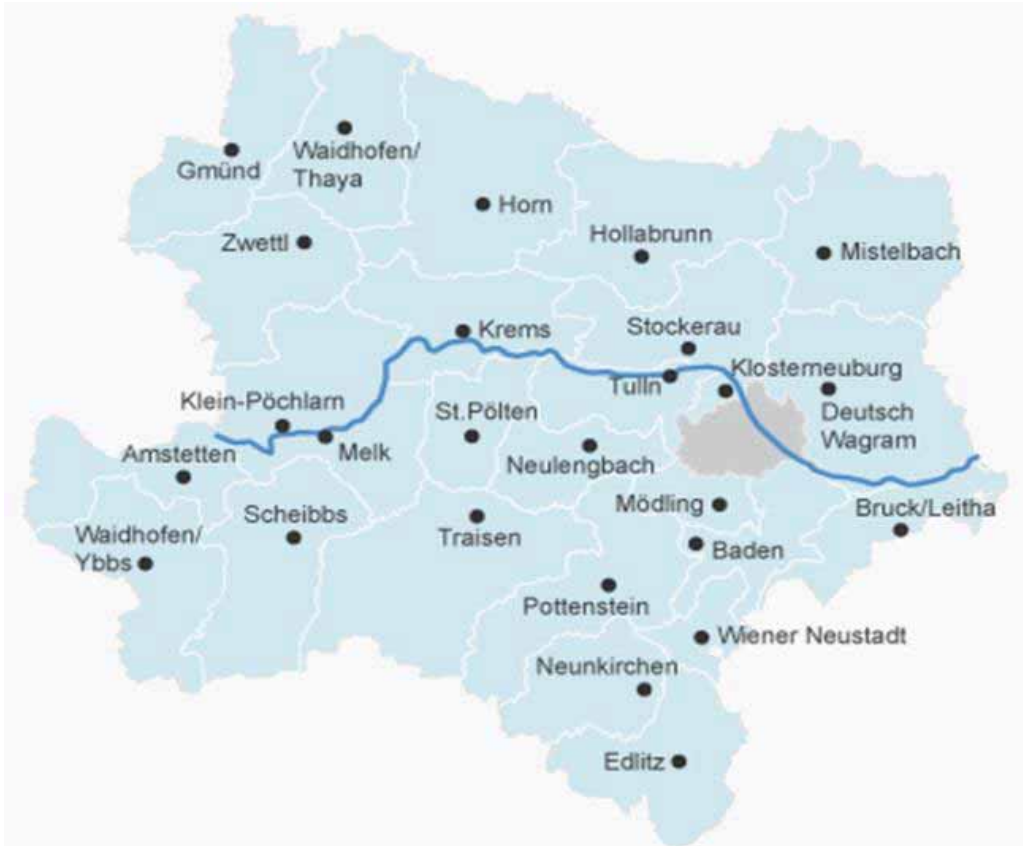 Gmünd
Waidhofen/
Thaya
Horn
Zwettl
Hollabrunn
Mistelbach
Krems
Stockerau
Tulln
Klosterneuburg
Deutsch
Wagram
Klein-Pöchlarn
St.Pölten
Amstetten
Melk
Neulengbach
Scheibbs
Mödling
Bruck/Leitha
Waidhofen/
Ybbs
Traisen
Baden
Pottenstein
Wiener Neustadt
Neunkirchen
Edlitz